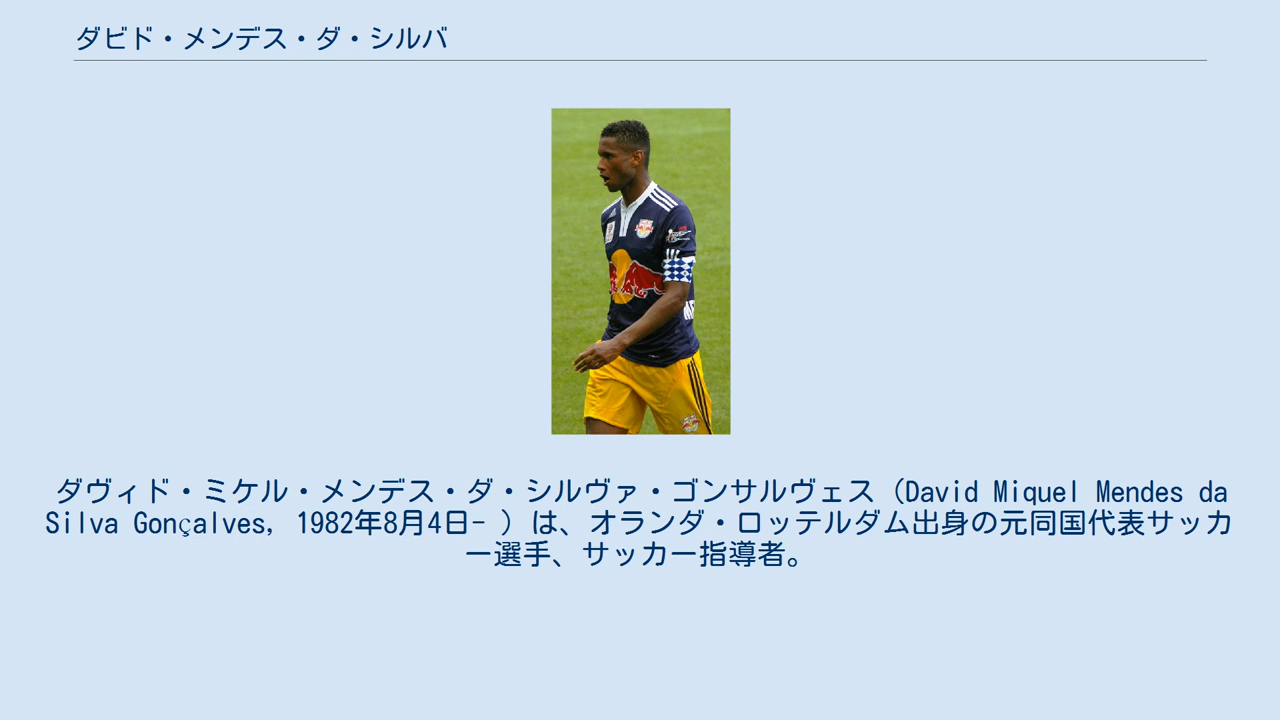 ダビド・メンデス・ダ・シルバ
ダヴィド・ミケル・メンデス・ダ・シルヴァ・ゴンサルヴェス（David Miquel Mendes da
Silva Gonçalves, 1982年8月4日- ）は、オランダ・ロッテルダム出身の元同国代表サッカ
ー選手、サッカー指導者。